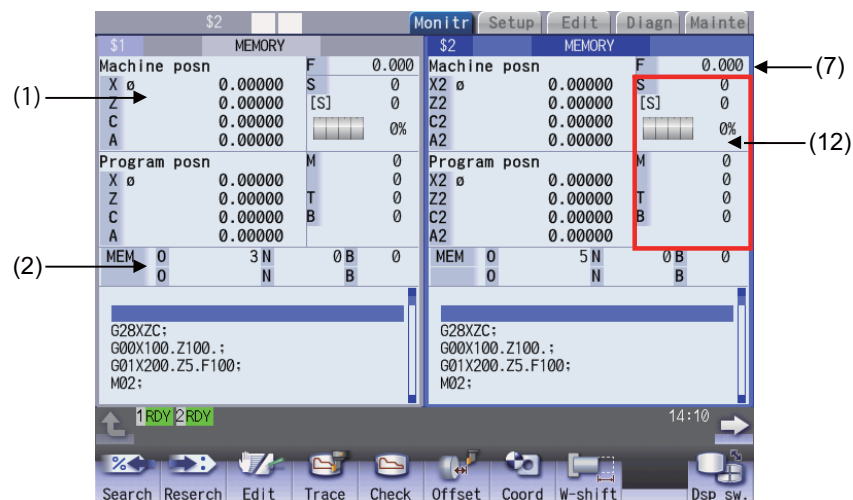 $2 Monitr Setup Edit Diagn Mainte
$1 MEMORY $2 MEMORY
Machine posn F 0.000 Machine posn F 0.000 (7)
X ø 0.00000 S 0 X2 ø 0.00000 S 0
(1) Z 0.00000 [S] 0 Z2 0.00000 [S] 0
C 0.00000 0% C2 0.00000 0%
A 0.00000 A2 0.00000 (12)
Program posn M 0 Program posn M 0
X ø 0.00000 0 X2 ø 0.00000 0
Z 0.00000 T 0 Z2 0.00000 T 0
C 0.00000 B 0 C2 0.00000 B 0
A 0.00000 A2 0.00000
(2) MEM O 3 N 0 B 0 MEM O 5 N 0 B 0
O N B O N B
G28XZC; G28XZC;
G00X100.Z100.; G00X100.Z100.;
G01X200.Z5.F100; G01X200.Z5.F100;
M02; M02;
1 RDY 2 RDY 14:10
Search Reserch Edit Trace Check Offset Coord W-shift Dsp sw.